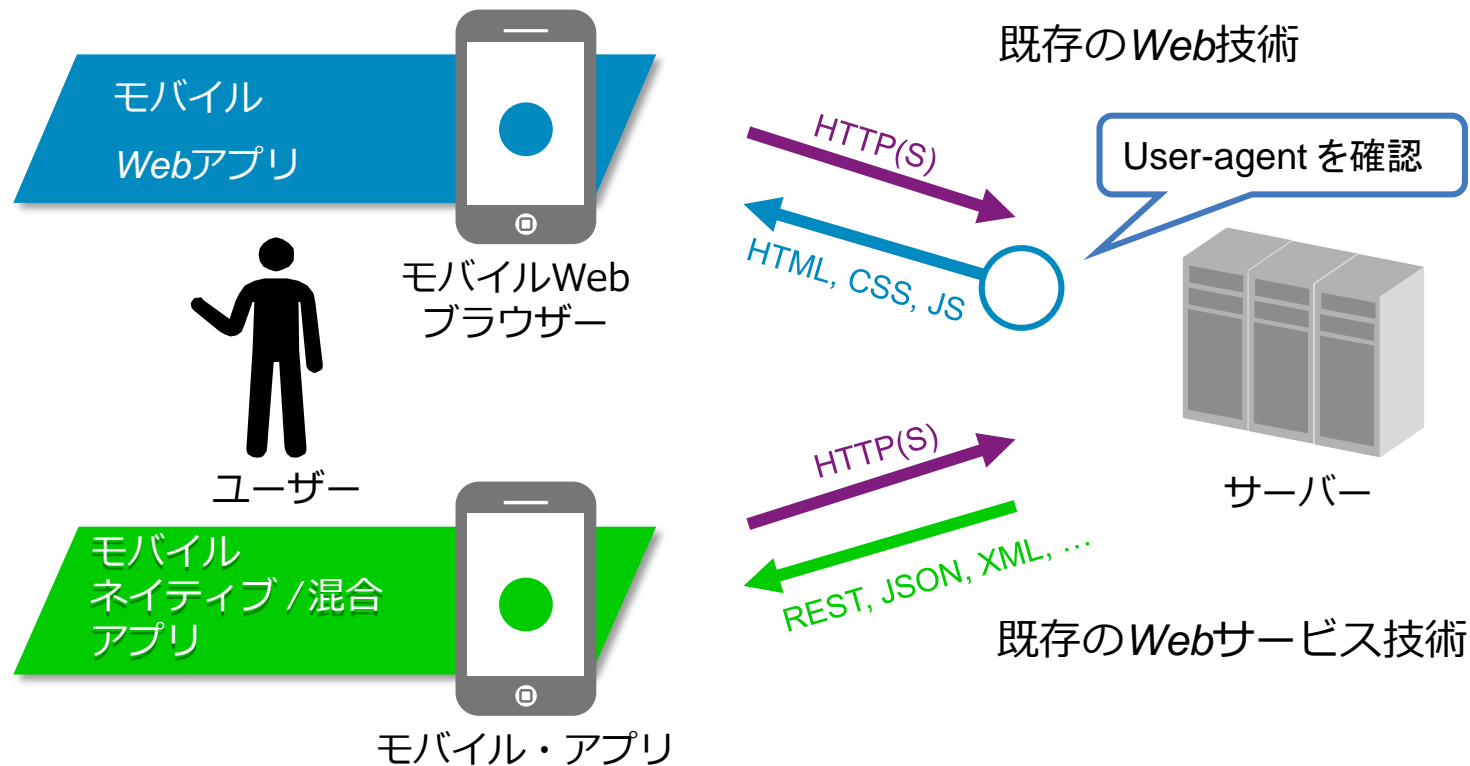 既存のWeb技術
モバイル
Webアプリ
HTTP(S)
User-agent を確認
HTML, CSS, JS
モバイルWeb
ブラウザー
ユーザー
サーバー
HTTP(S)
モバイル
ネイティブ /混合
アプリ
REST, JSON, XML, …
既存のWebサービス技術
モバイル・アプリ